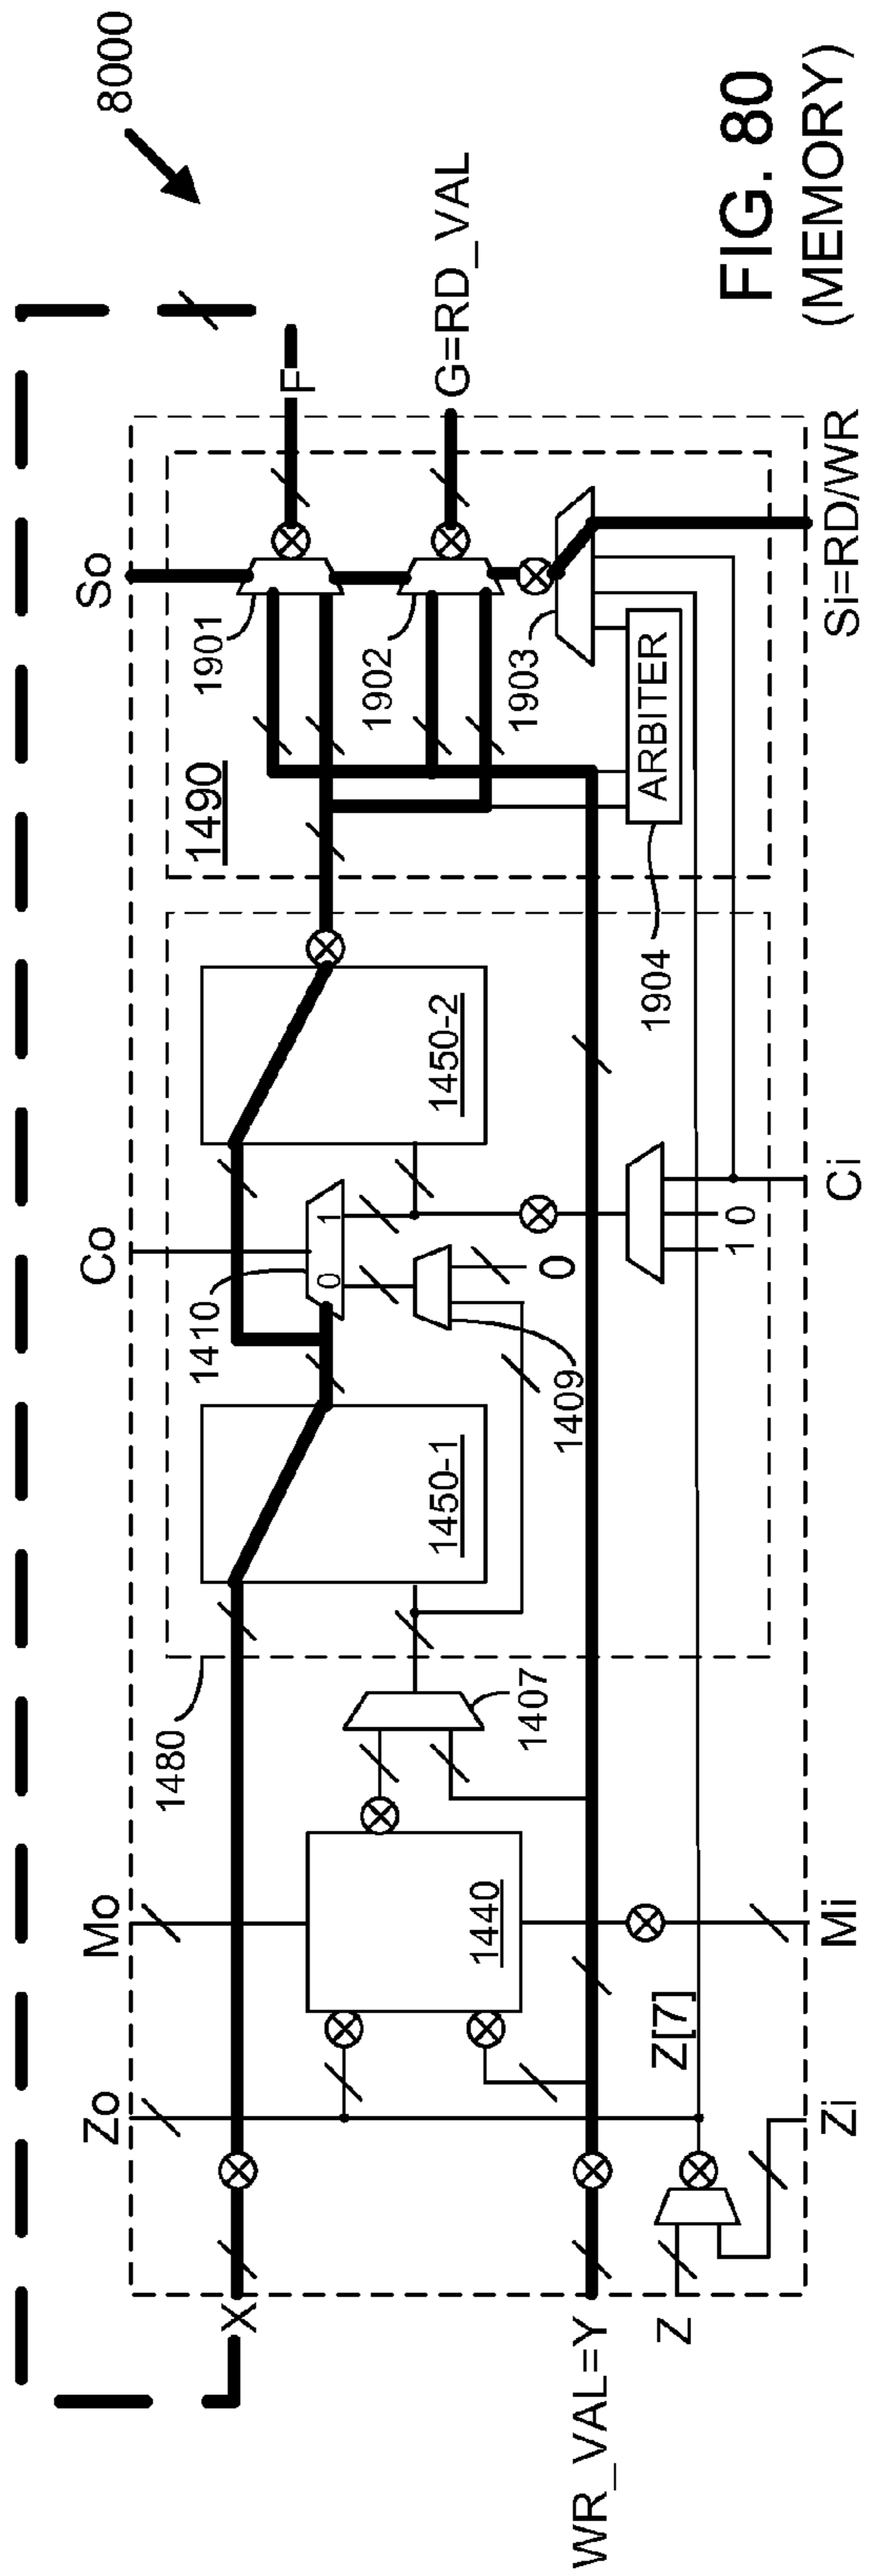 8000
So
Co
Mo
Zo
F
G=RD_VAL
1901
1902
1903
1490
ARBITER
1904
1450-2
1410
0
1
0
1409
1 0
1450-1
1480
1407
1440
X
WR_VAL=Y
Z
Z[7]
Zi
Mi
Ci
Si=RD/WR
FIG. 80
(MEMORY)